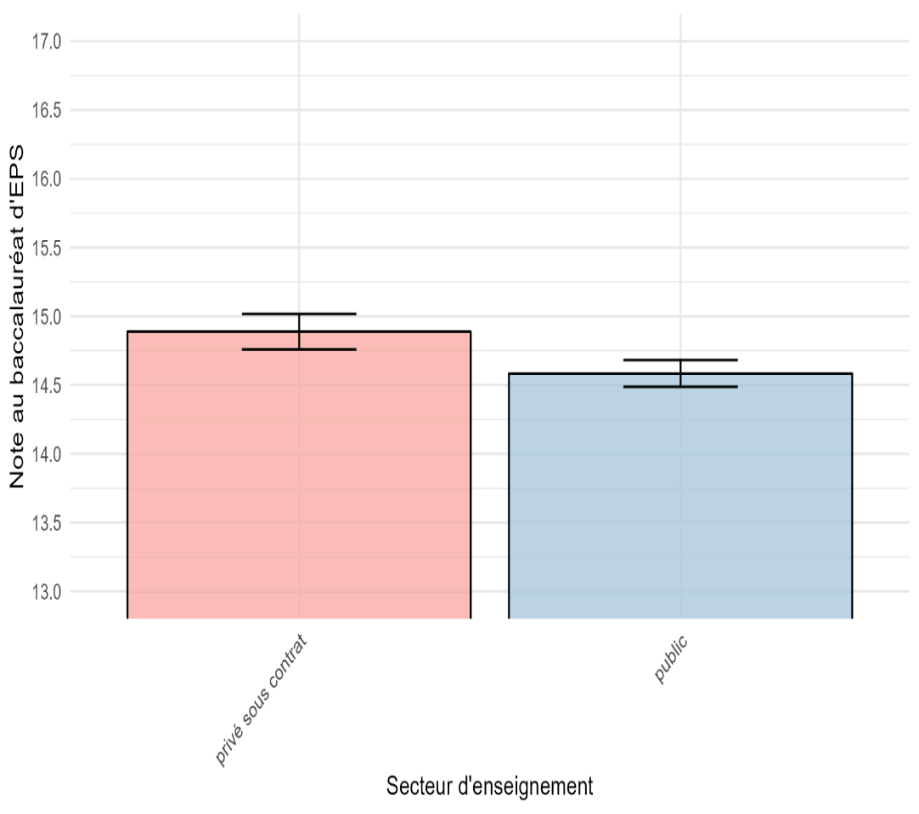 Note au baccalauréat d'EPS
17.0
16.5
16.0
15.5
15.0
14.5
14.0
13.5
13.0
privé sous contrat
public
Secteur d'enseignement